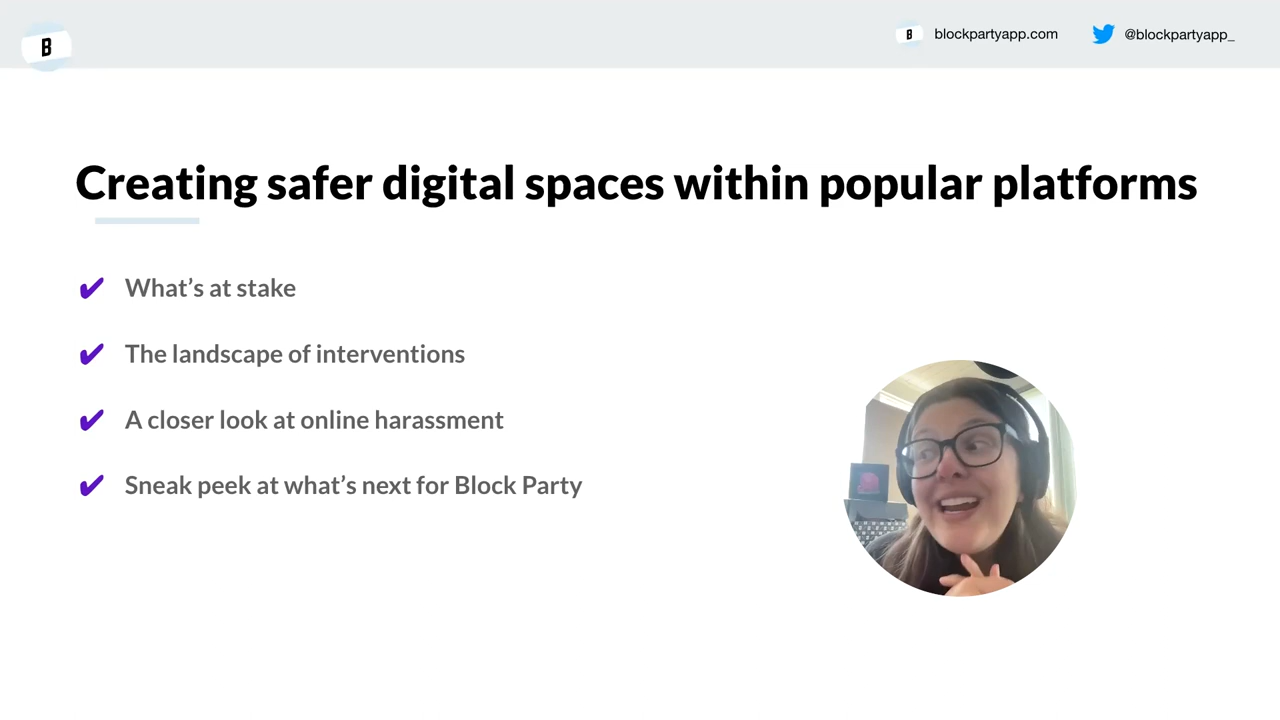 B
B blockpartyapp.com @blockpartyapp_
Creating safer digital spaces within popular platforms
✔ What’s at stake
✔ The landscape of interventions
✔ A closer look at online harassment
✔ Sneak peek at what’s next for Block Party